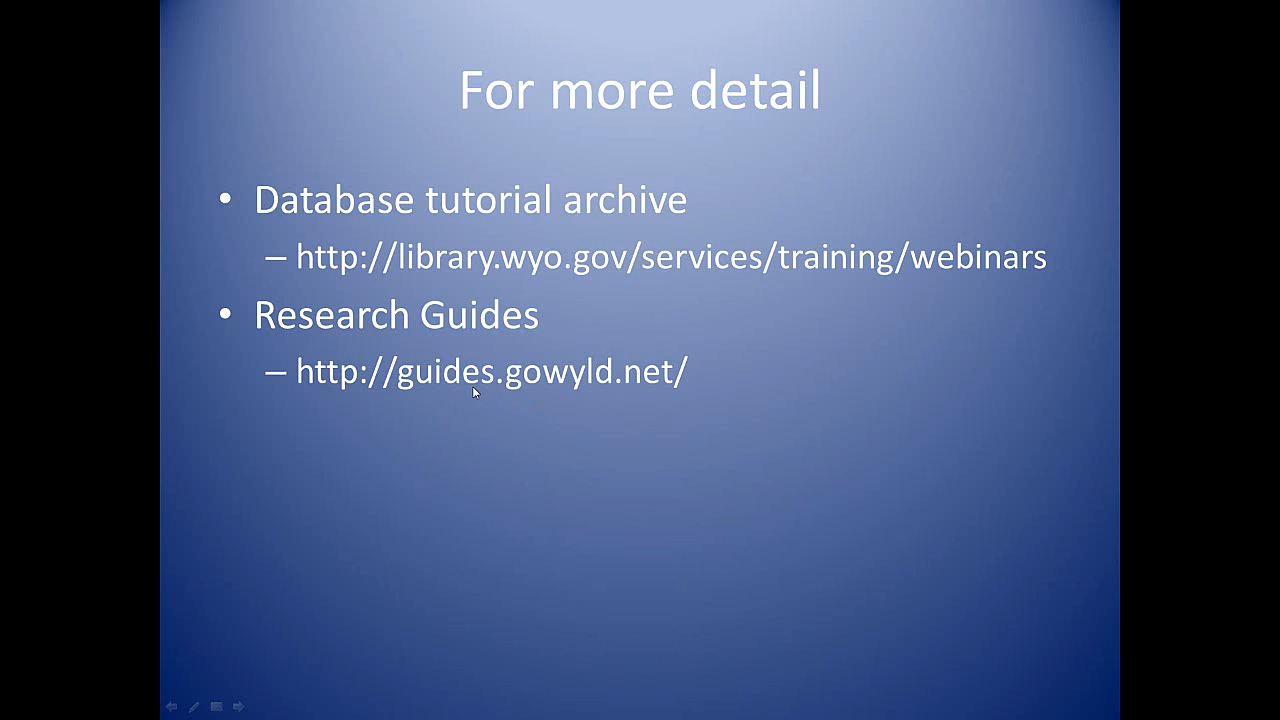 For more detail
• Database tutorial archive
– http://library.wyo.gov/services/training/webinars
• Research Guides
– http://guides.gowyld.net/